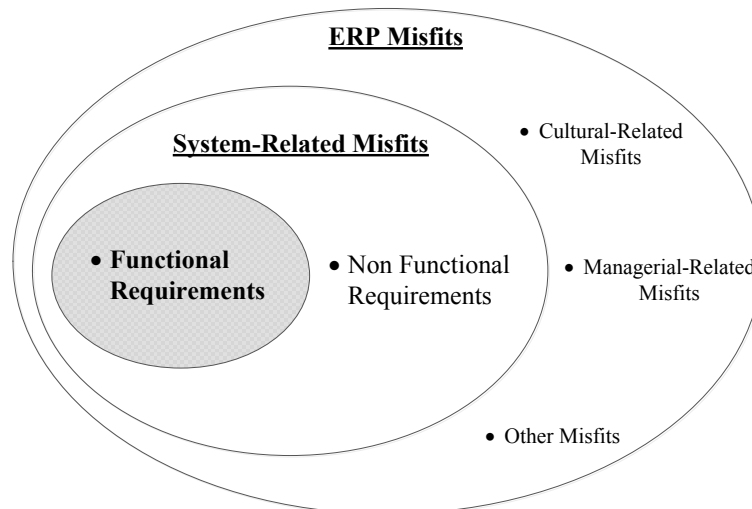 ERP Misfits
• Cultural-Related
Misfits
System-Related Misfits
• Functional
Requirements
• Non Functional
Requirements
• Managerial-Related
Misfits
• Other Misfits